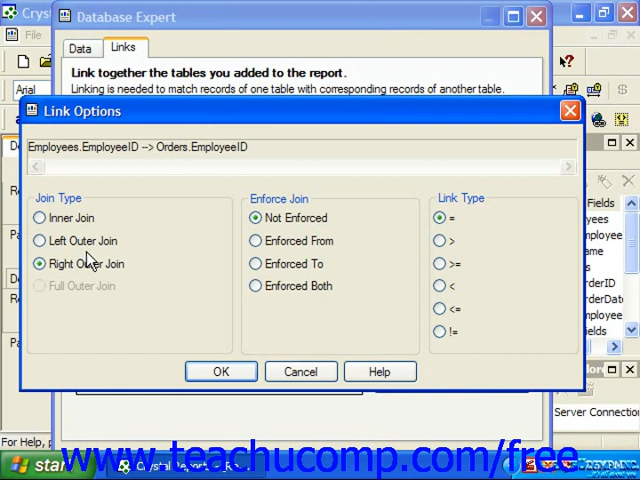 Crys
Database Expert
File
Data
Links
Arial
Link together the tables you added to the report.
Linking is needed to match records of one table with corresponding records of another table.
Link Options
Employees.EmployeeID --> Orders.EmployeeID
Join Type
Enforce Join
Link Type
Inner Join
Not Enforced
=
Left Outer Join
Enforced From
>
Right Outer Join
Enforced To
>=
Full Outer Join
Enforced Both
<
<=
!=
OK
Cancel
Help
Fields
Server Connectio
For Help, p
www.teachucomp.com/free
start